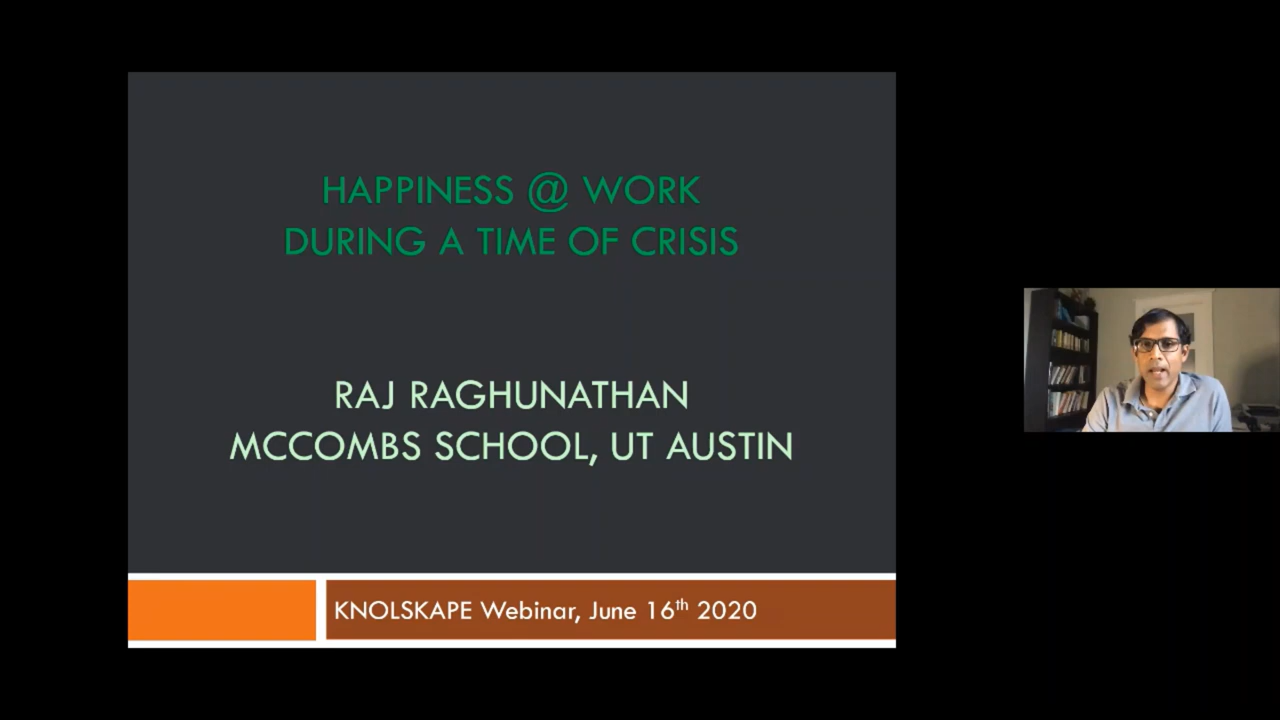 HAPPINESS @ WORK
DURING A TIME OF CRISIS
RAJ RAGHUNATHAN
MCCOMBS SCHOOL, UT AUSTIN
KNOLSKAPE Webinar, June 16th 2020